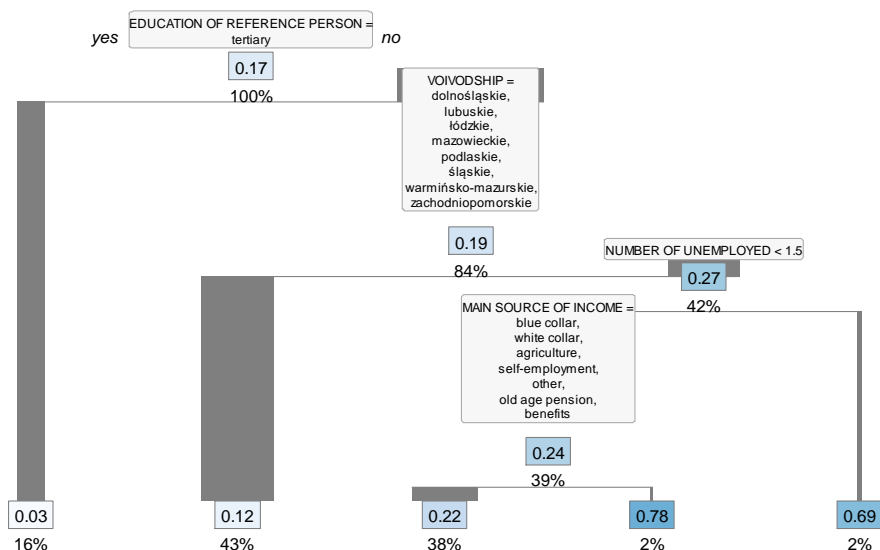 EDUCATION OF REFERENCE PERSON =
tertiary
yes
no
0.17
100%
VOIVODSHIP =
dolnośląskie,
lubuskie,
łódzkie,
mazowieckie,
podlaskie,
śląskie,
warmińsko-mazurskie,
zachodniopomorskie
0.19
84%
NUMBER OF UNEMPLOYED < 1.5
0.27
42%
MAIN SOURCE OF INCOME =
blue collar,
white collar,
agriculture,
self-employment,
other,
old age pension,
benefits
0.24
39%
0.03 0.12 0.22 0.78 0.69
16% 43% 38% 2% 2%